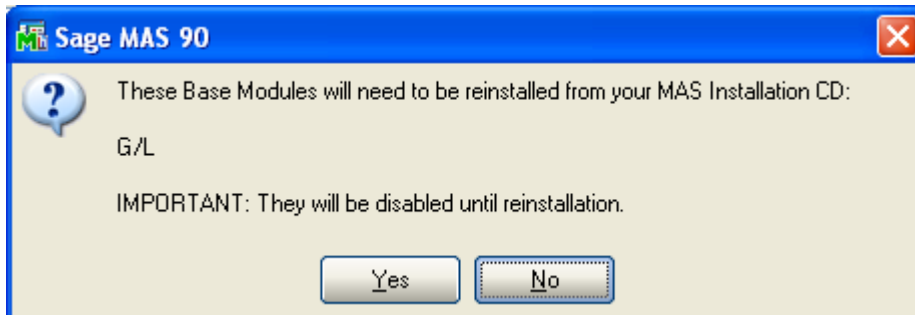 Sage MAS 90
These Base Modules will need to be reinstalled from your MAS Installation CD:
G/L
IMPORTANT: They will be disabled until reinstallation.
Yes
No